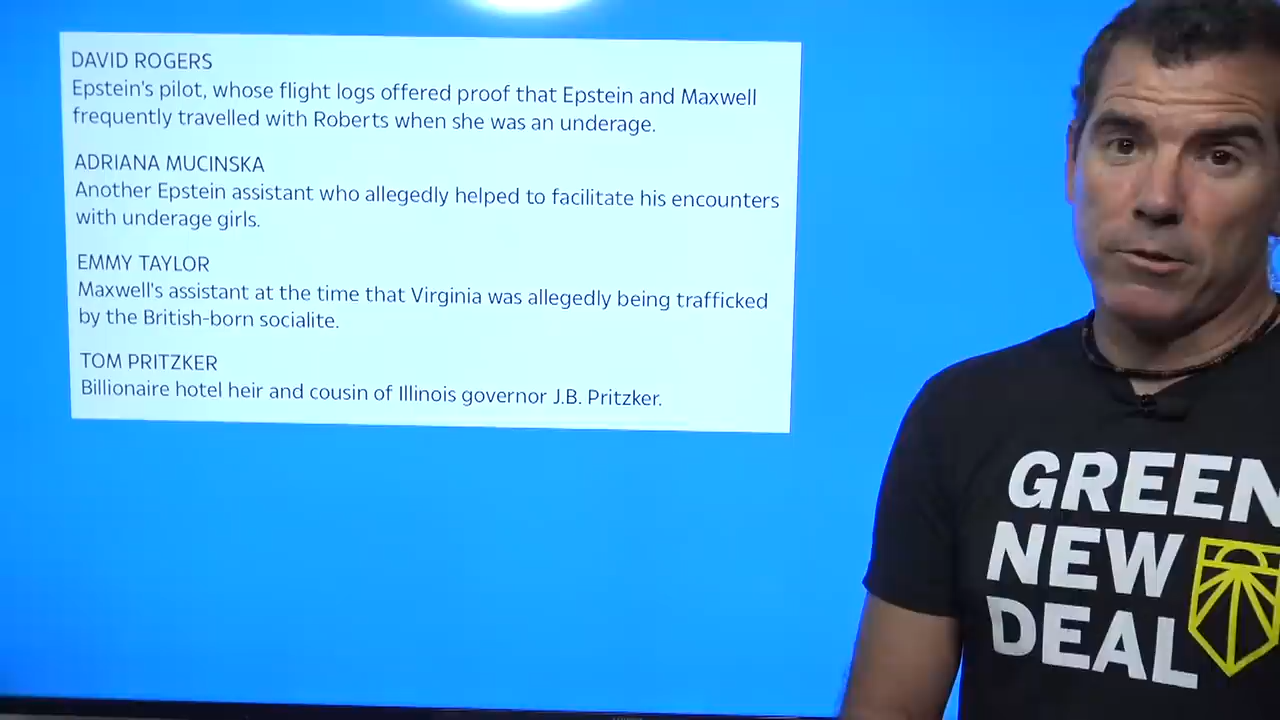 DAVID ROGERS
Epstein's pilot, whose flight logs offered proof that Epstein and Maxwell
frequently travelled with Roberts when she was an underage.
ADRIANA MUCINSKA
Another Epstein assistant who allegedly helped to facilitate his encounters
with underage girls.
EMMY TAYLOR
Maxwell's assistant at the time that Virginia was allegedly being trafficked
by the British-born socialite.
TOM PRITZKER
Billionaire hotel heir and cousin of Illinois governor J.B. Pritzker.
GREEN
NEW
DEAL